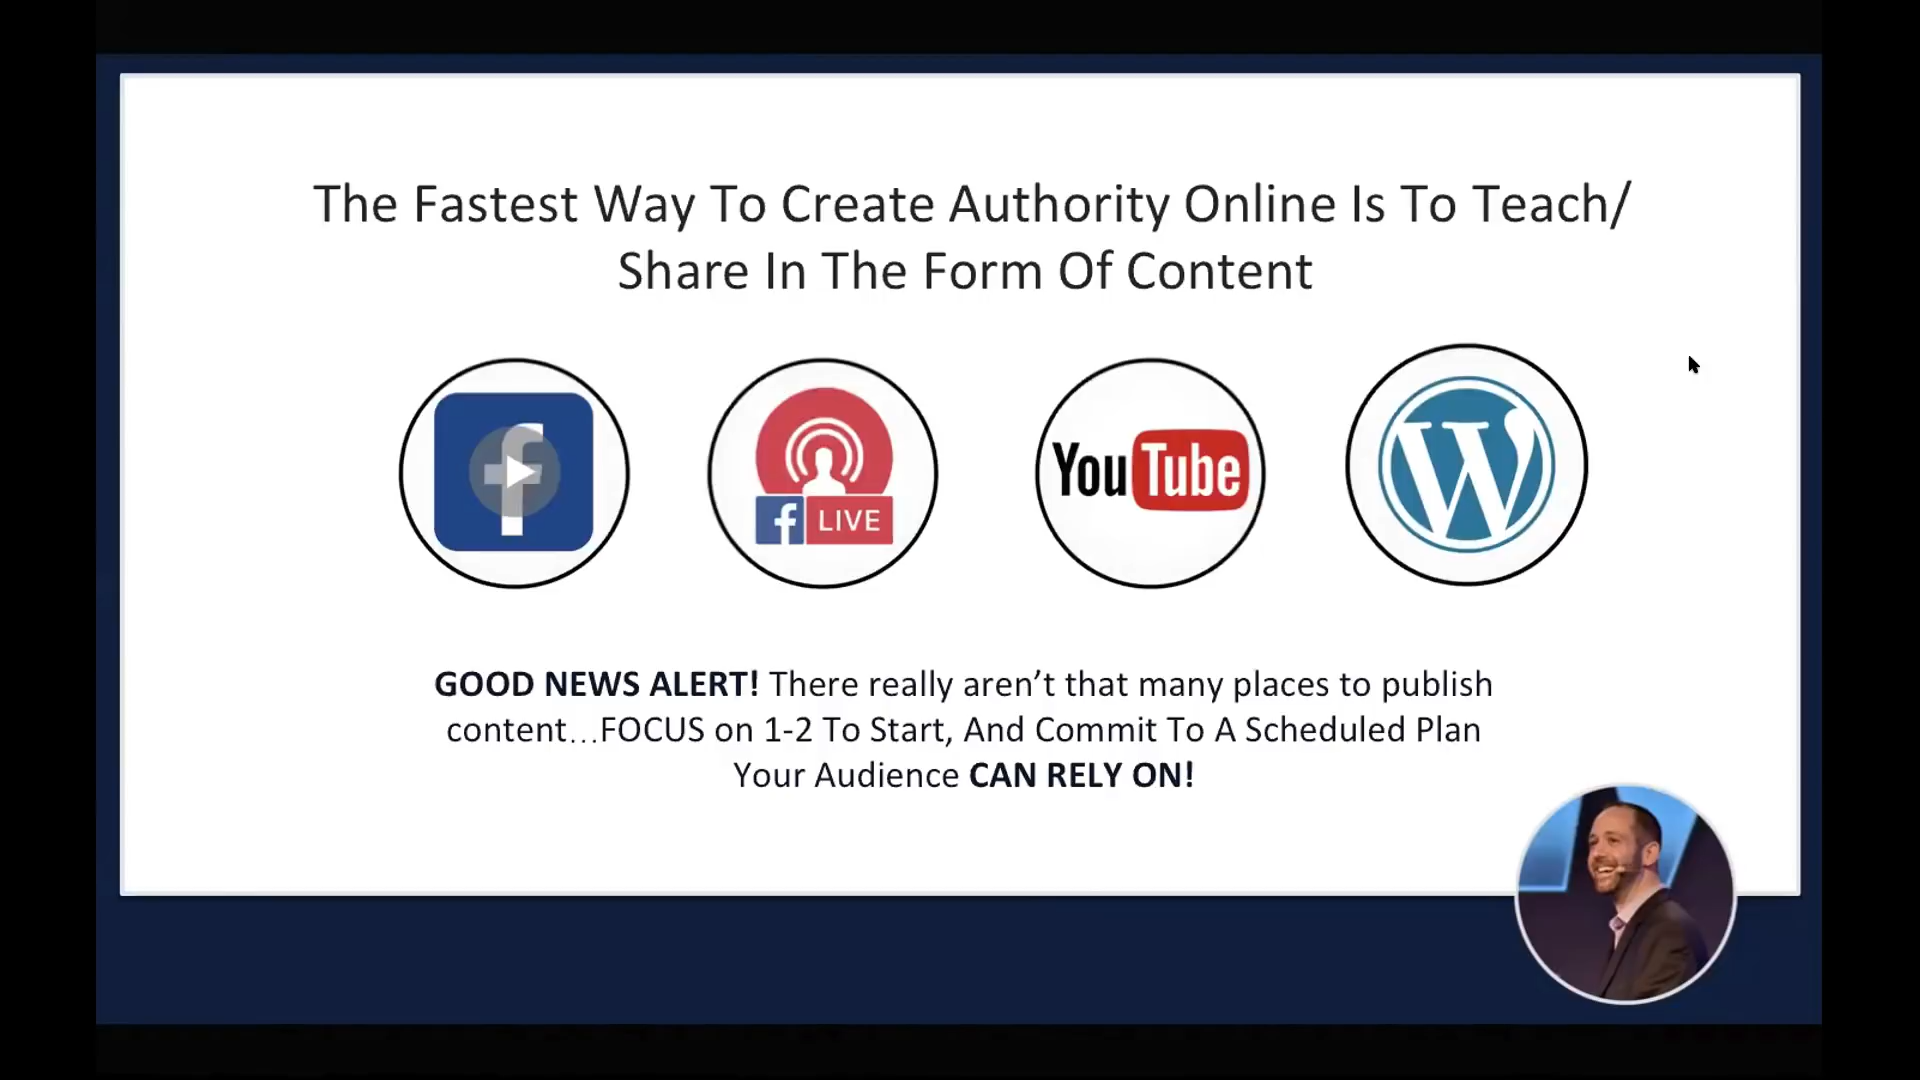 The Fastest Way To Create Authority Online Is To Teach/
Share In The Form Of Content
f
f LIVE
YouTube
W
GOOD NEWS ALERT! There really aren’t that many places to publish
content…FOCUS on 1-2 To Start, And Commit To A Scheduled Plan
Your Audience CAN RELY ON!